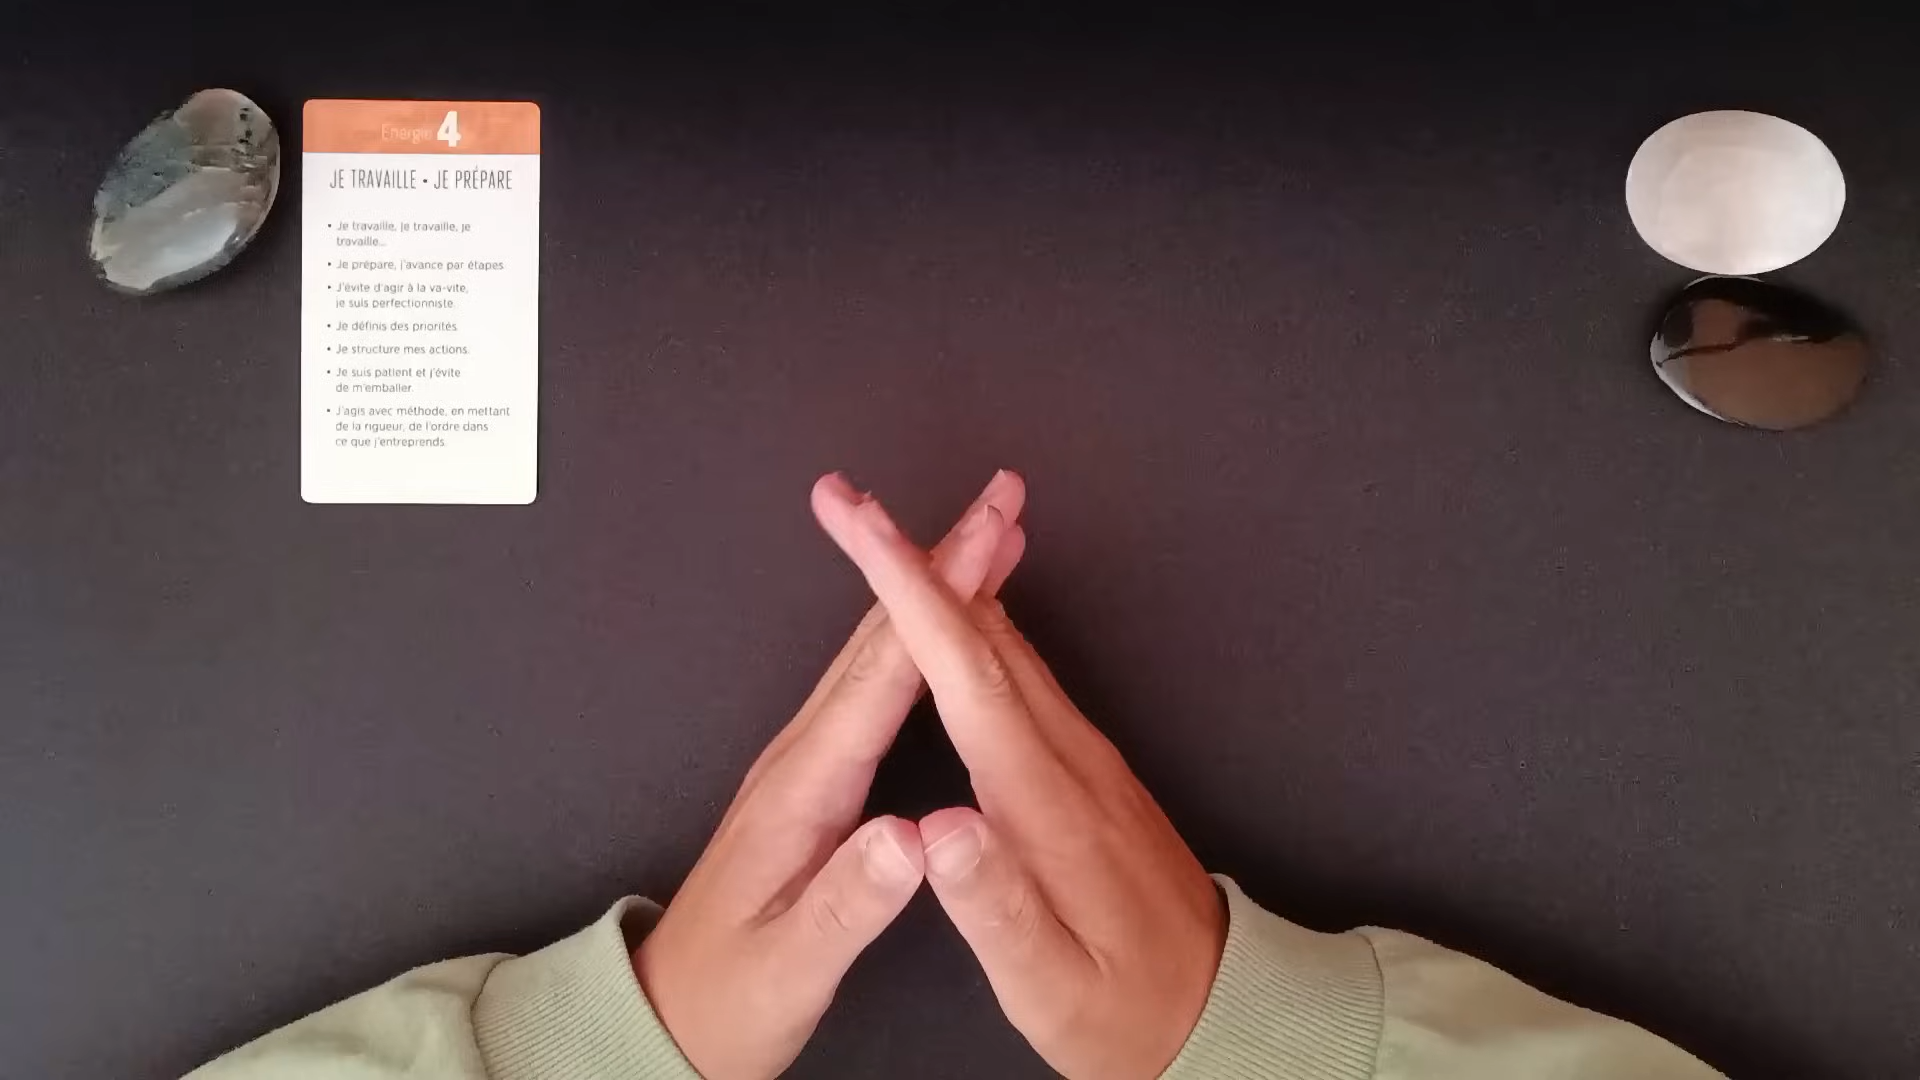 Energie 4
JE TRAVAILLE • JE PRÉPARE
• Je travaille, je travaille, je
travaille...
• Je prépare, j'avance par étapes.
• J'évite d'agir à la va-vite,
je suis perfectionniste.
• Je définis des priorités.
• Je structure mes actions.
• Je suis patient et j'évite
de m'emballer.
• J'agis avec méthode, en mettant
de la rigueur, de l'ordre dans
ce que j'entreprends.